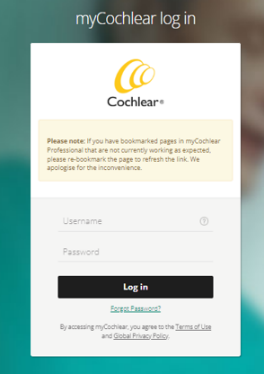 myCochlear log in
Cochlear®
Please note: If you have bookmarked pages in myCochlear
Professional that are not currently working as expected,
please re-bookmark the page to refresh the link. We
apologise for the inconvenience.
Username
Password
Log in
Forgot Password?
By accessing myCochlear, you agree to the Terms of Use
and Global Privacy Policy.